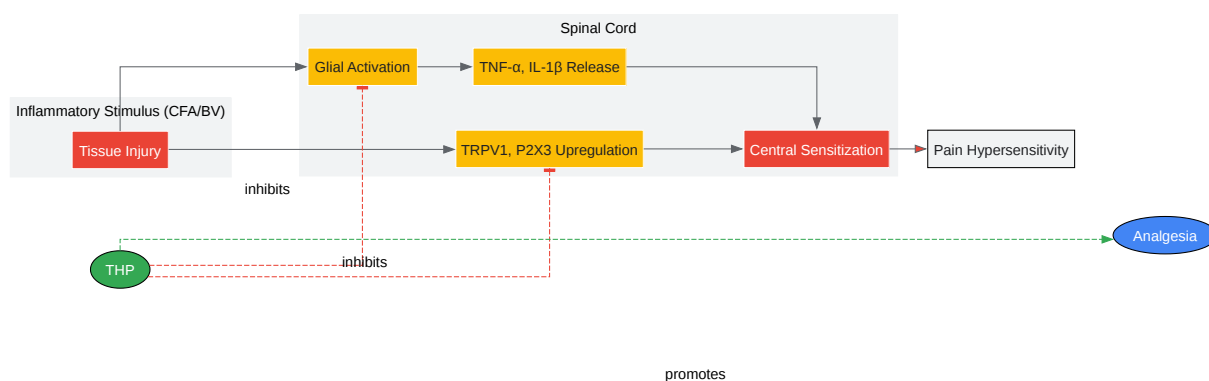 Spinal Cord
Glial Activation
TNF-α, IL-1β Release
Inflammatory Stimulus (CFA/BV)
Tissue Injury
TRPV1, P2X3 Upregulation
Central Sensitization
Pain Hypersensitivity
inhibits
Analgesia
inhibits
THP
promotes